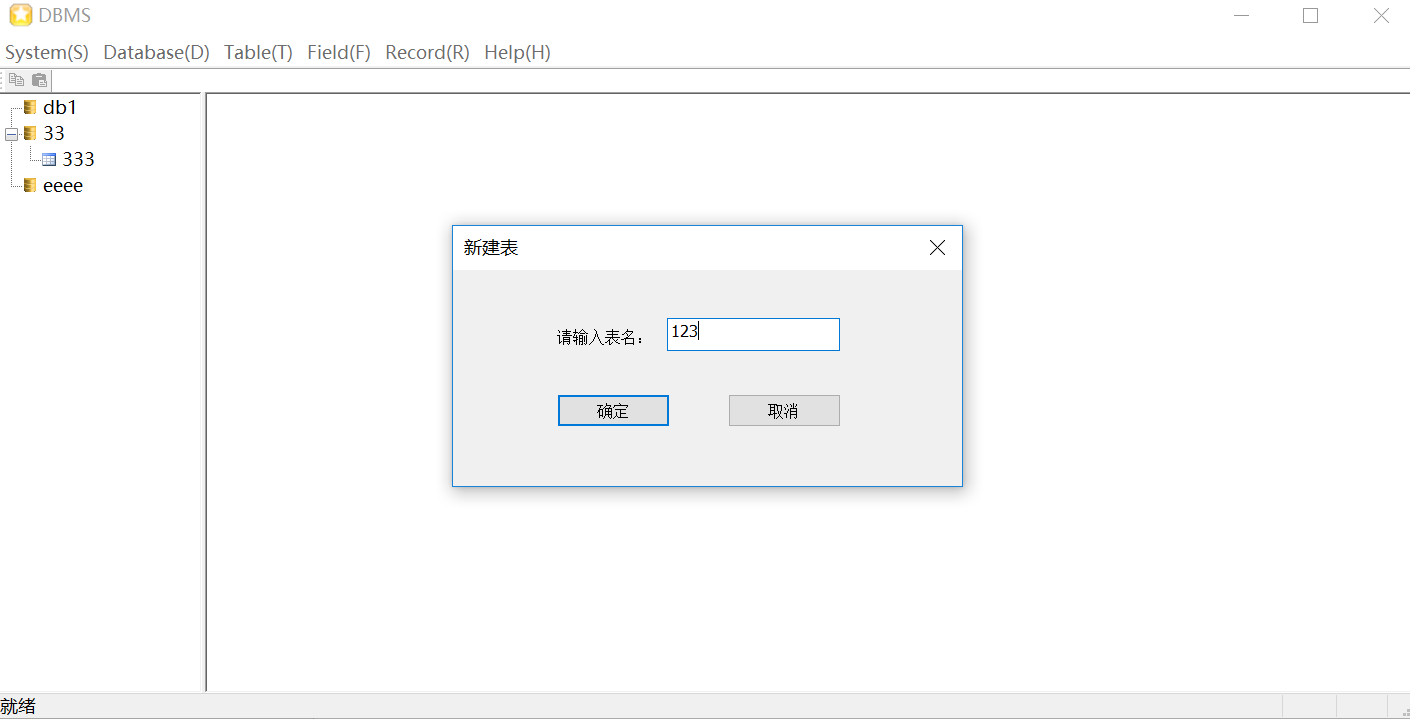 DBMS
System(S) Database(D) Table(T) Field(F) Record(R) Help(H)
db1
33
333
eeee
新建表
请输入表名： 123
确定 取消
就绪